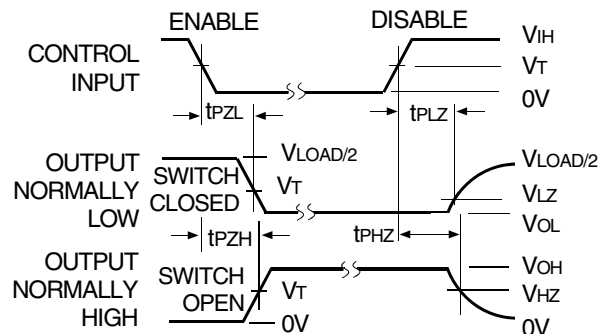 ENABLE DISABLE
CONTROL INPUT
VIH
VT
0V
tPZL
tPLZ
OUTPUT NORMALLY LOW
SWITCH CLOSED
VLOAD/2
VT
VLOAD/2
VLZ
VOL
tPZH
tPHZ
OUTPUT NORMALLY HIGH
SWITCH OPEN
VT
0V
VOH
VHZ
0V